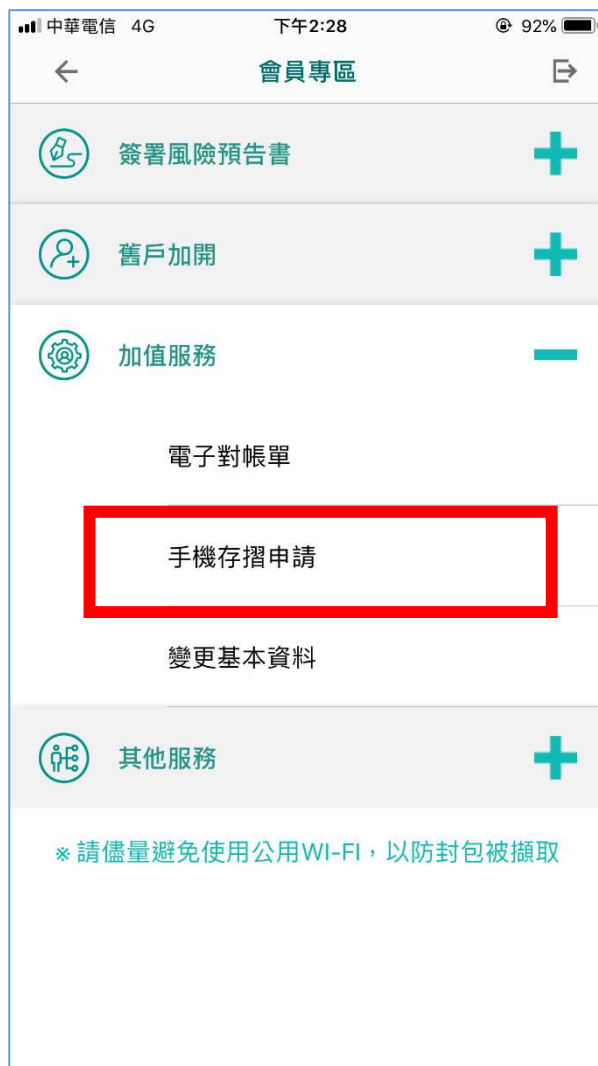 中華電信 4G 下午2:28 92%
會員專區
簽署風險預告書
舊戶加開
加值服務
電子對帳單
手機存摺申請
變更基本資料
其他服務
※請儘量避免使用公用WI-FI，以防封包被擷取